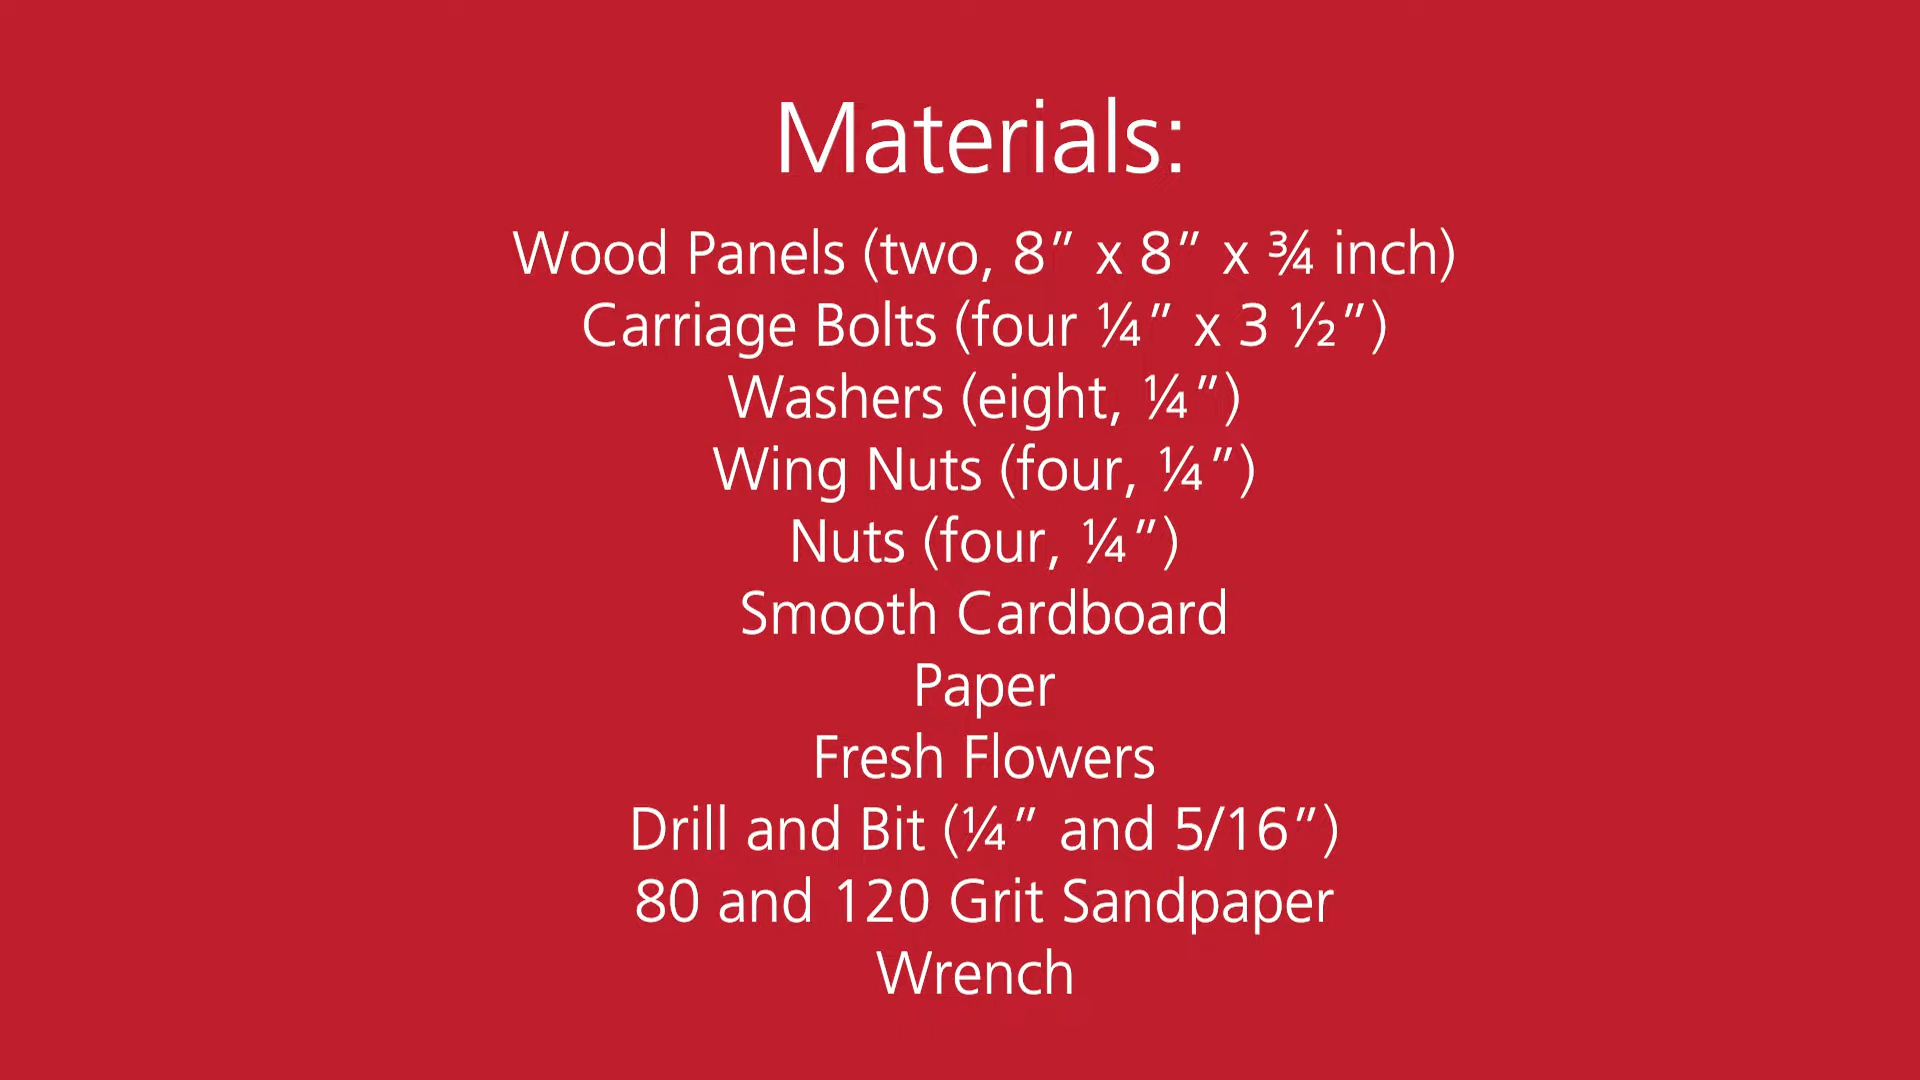 Materials:
Wood Panels (two, 8” x 8” x ¾ inch)
Carriage Bolts (four ¼” x 3 ½”)
Washers (eight, ¼”)
Wing Nuts (four, ¼”)
Nuts (four, ¼”)
Smooth Cardboard
Paper
Fresh Flowers
Drill and Bit (¼” and 5/16”)
80 and 120 Grit Sandpaper
Wrench